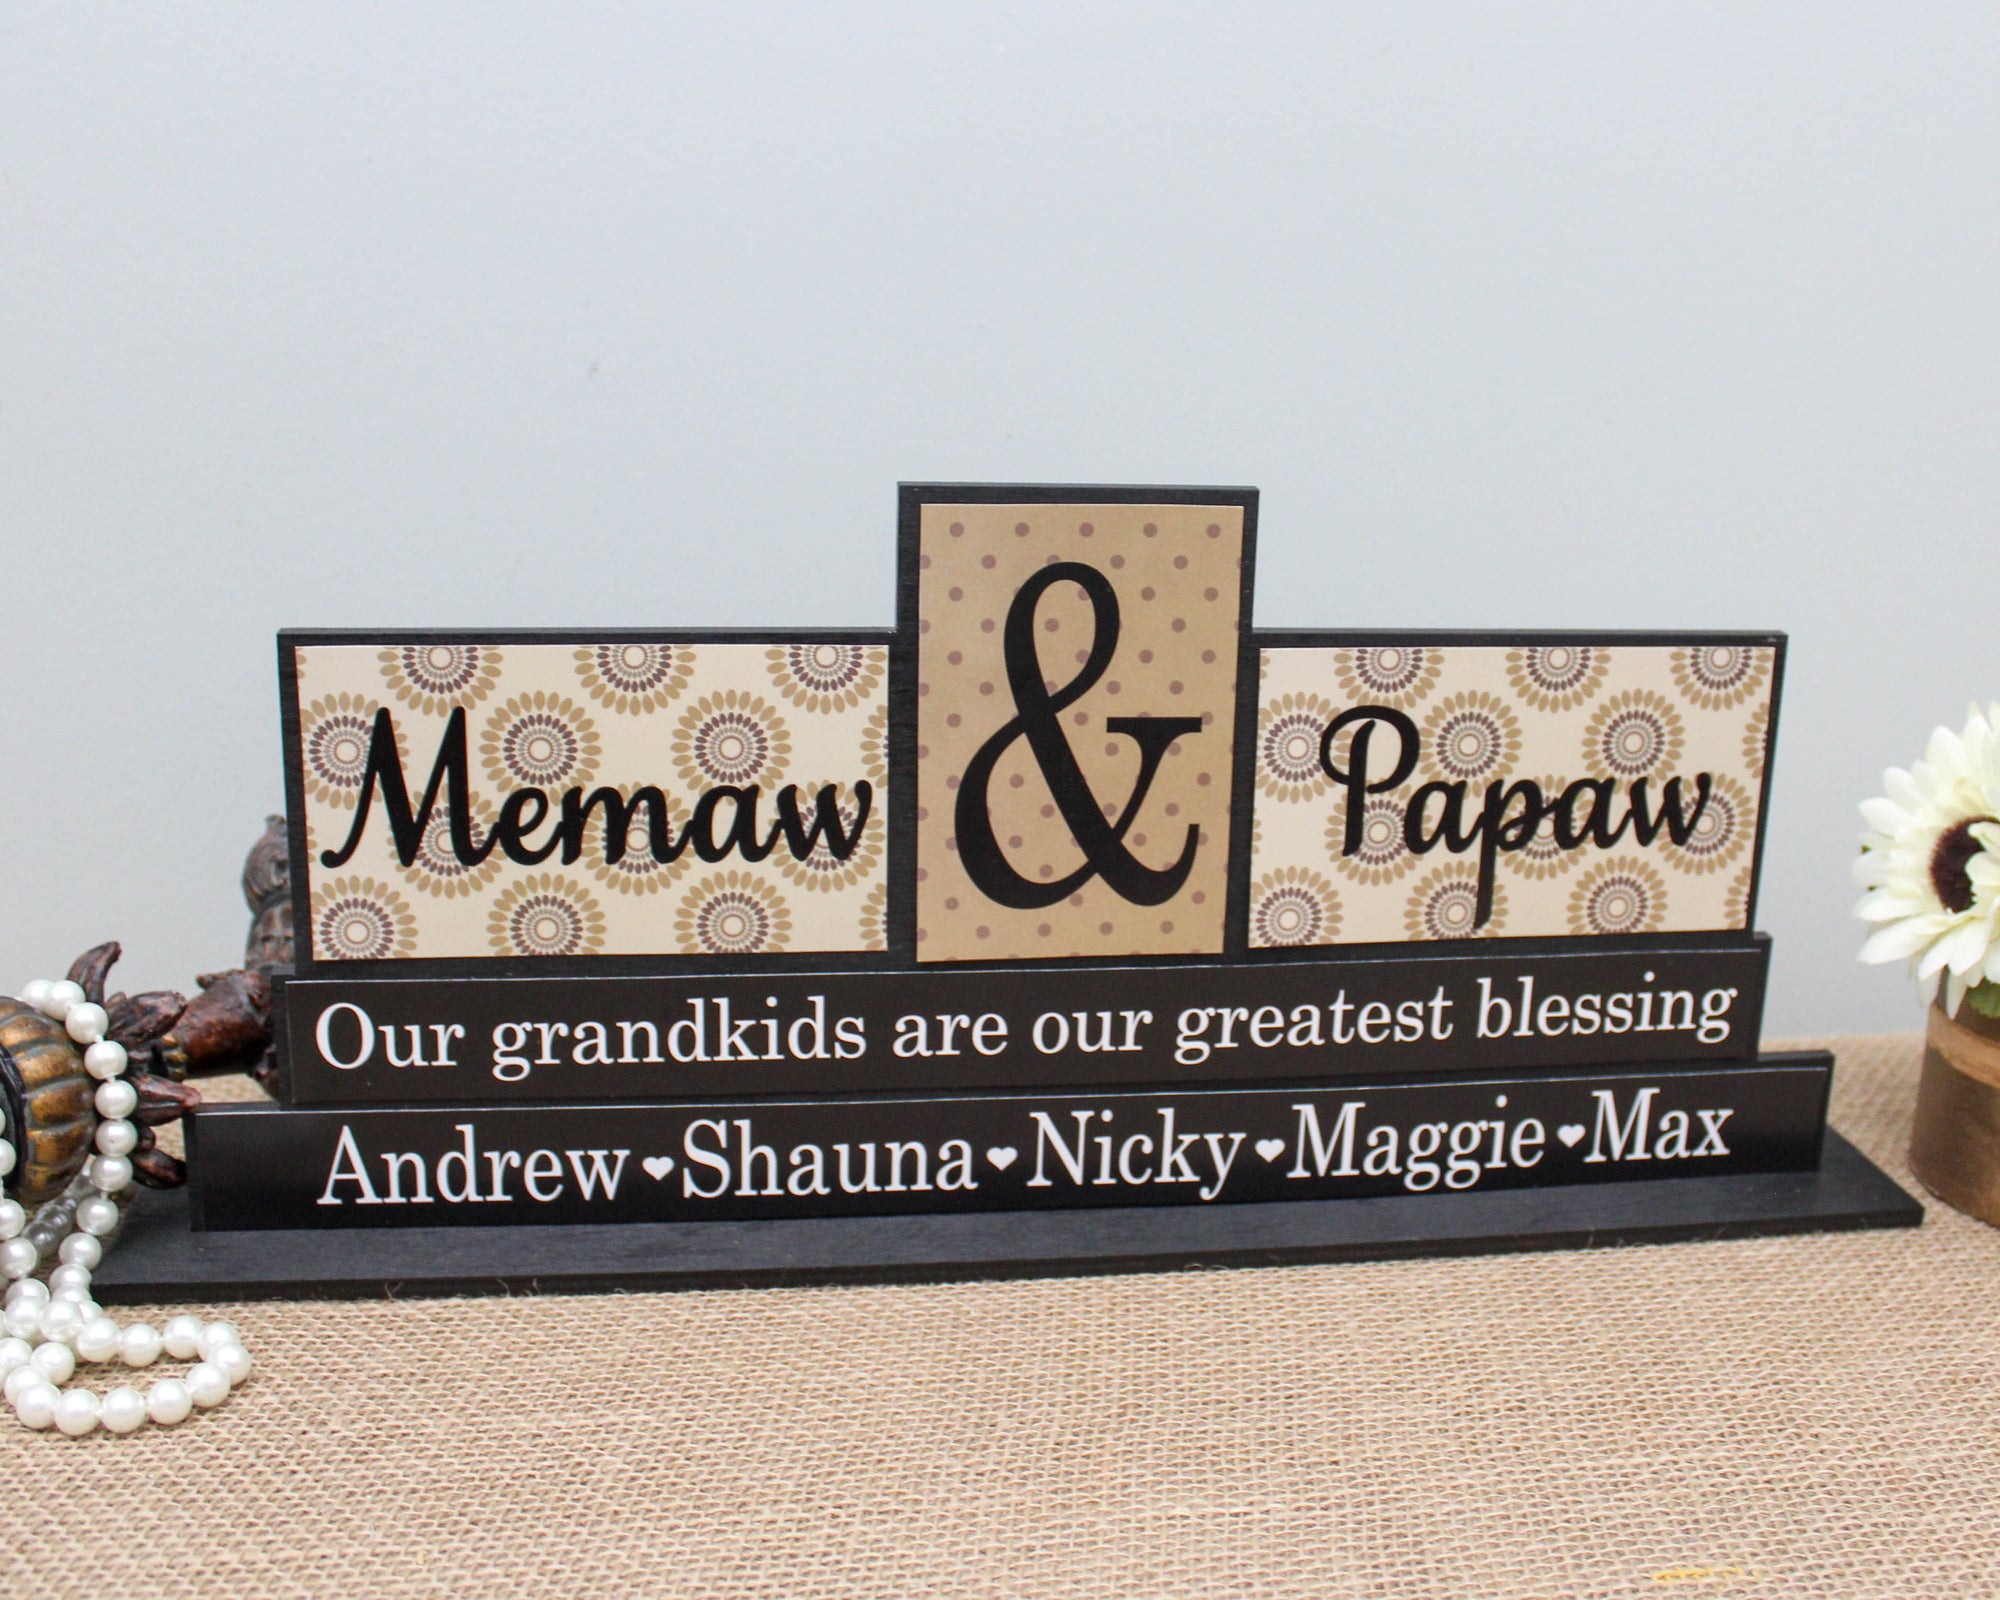 Memaw & Papaw
Our grandkids are our greatest blessing
Andrew♥Shauna♥Nicky♥Maggie♥Max